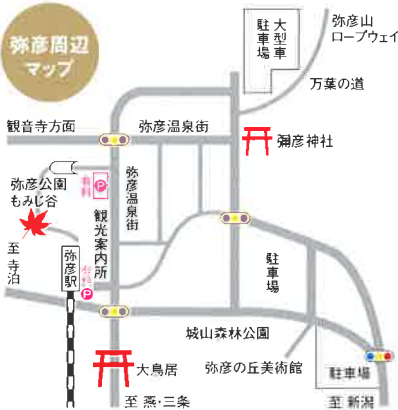 弥彦周辺
マップ
大型車
駐車場
弥彦山
ロープウェイ
万葉の道
観音寺方面
弥彦温泉街
彌彦神社
弥彦公園
もみじ谷
有料
P
弥彦温泉街
観光案内所
至寺泊
弥彦駅
有料
P
駐車場
城山森林公園
弥彦の丘美術館
大鳥居
駐車場
至 燕・三条
至 新潟